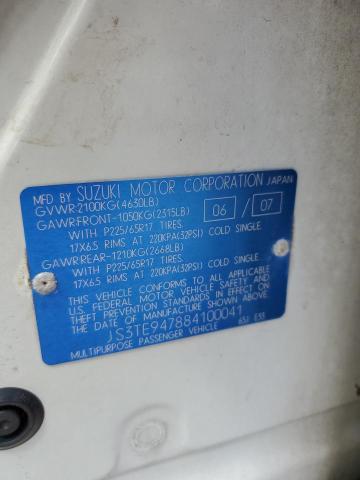 MFD BY SUZUKI MOTOR CORPORATION JAPAN
GVWR:2100KG(4630LB) 06 / 07
GAWR:FRONT-1050KG(2315LB)
WITH P225/65R17 TIRES
17X6.5 RIMS AT 220KPA(32PSI) COLD SINGLE
GAWR:REAR-1210KG(2668LB)
WITH P225/65R17 TIRES
17X6.5 RIMS AT 220KPA(32PSI) COLD SINGLE
THIS VEHICLE CONFORMS TO ALL APPLICABLE
U.S. FEDERAL MOTOR VEHICLE SAFETY AND
THEFT PREVENTION STANDARDS IN EFFECT ON
THE DATE OF MANUFACTURE SHOWN ABOVE
JS3TE947884100041
MULTIPURPOSE PASSENGER VEHICLE